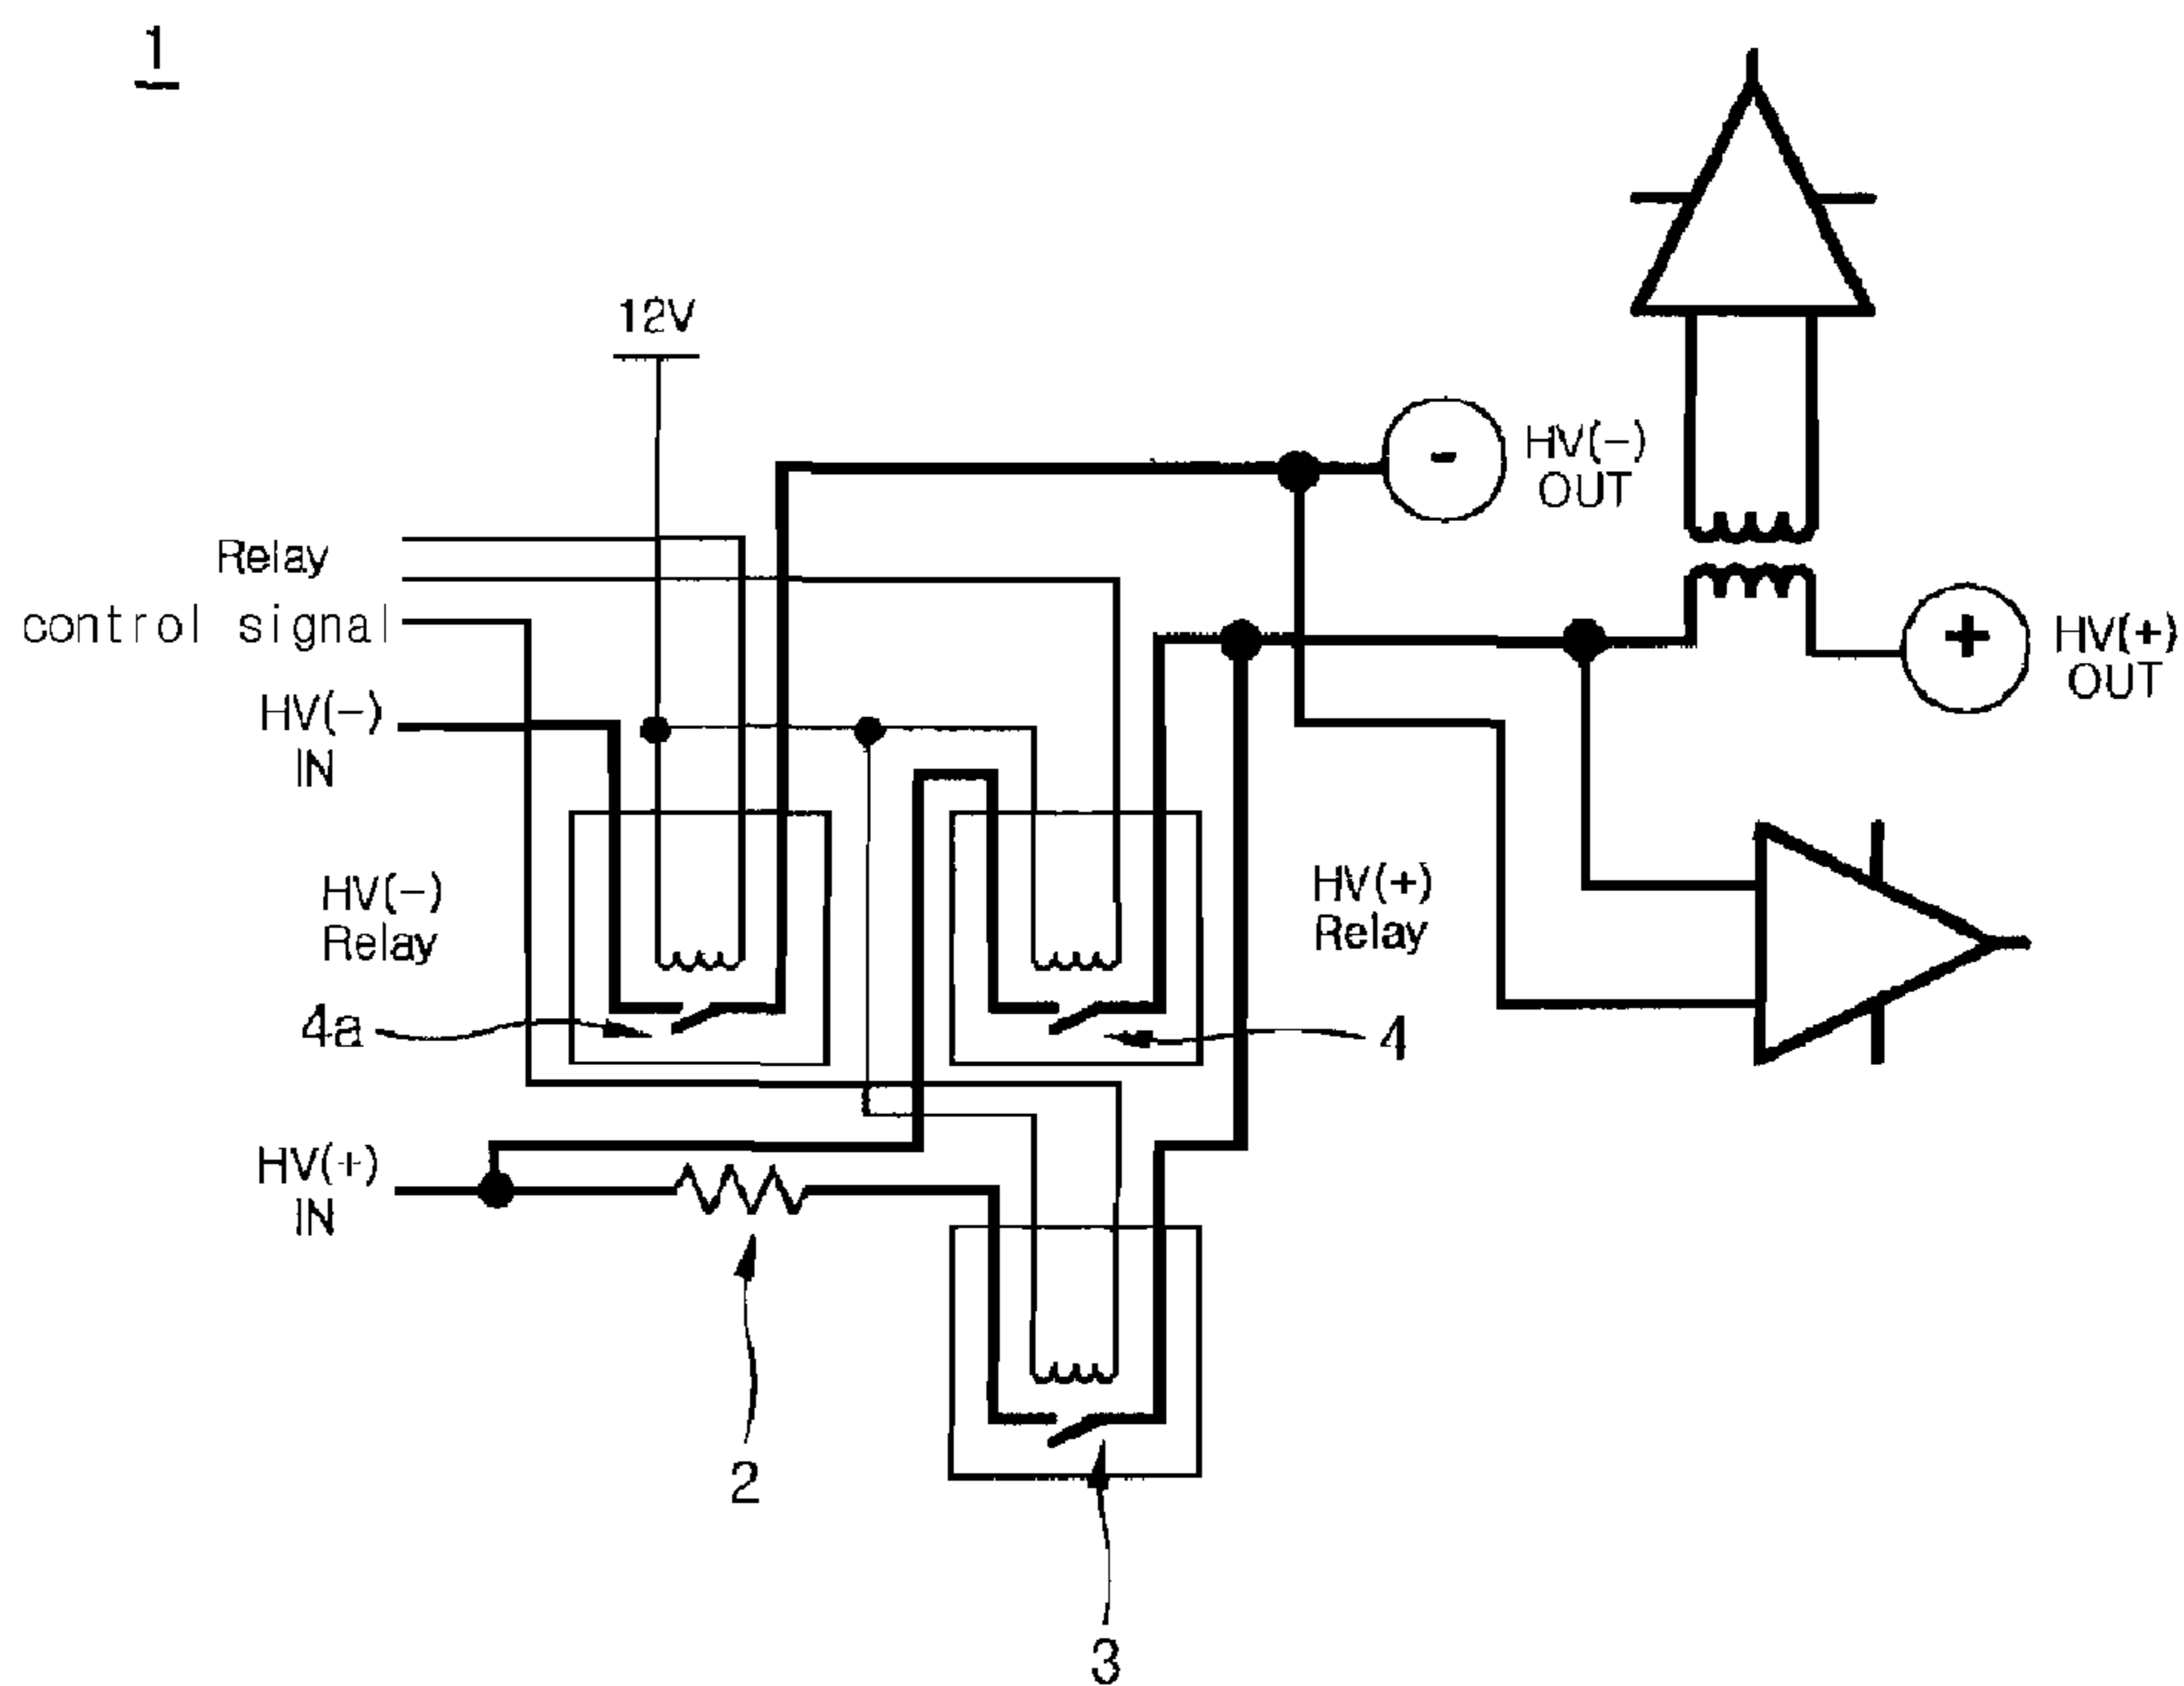 1
12V
-
HV(-)
OUT
Relay
control signal
+
HV(+)
OUT
HV(-)
IN
HV(-)
Relay
HV(+)
Relay
4a
4
HV(+)
IN
2
3